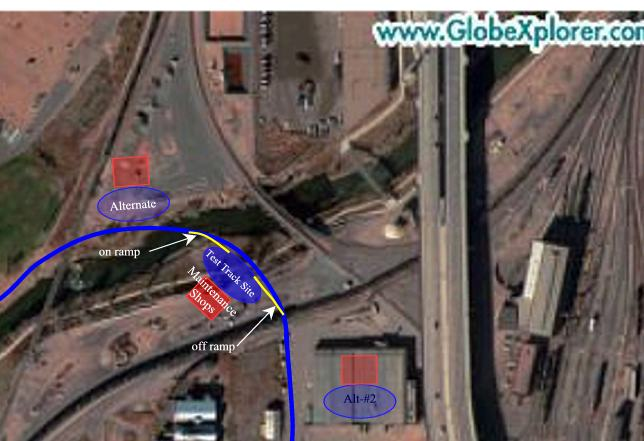 www.GlobeXplorer.com
Alternate
on ramp
Test Track Site
Maintenance
Shops
off ramp
Alt-#2